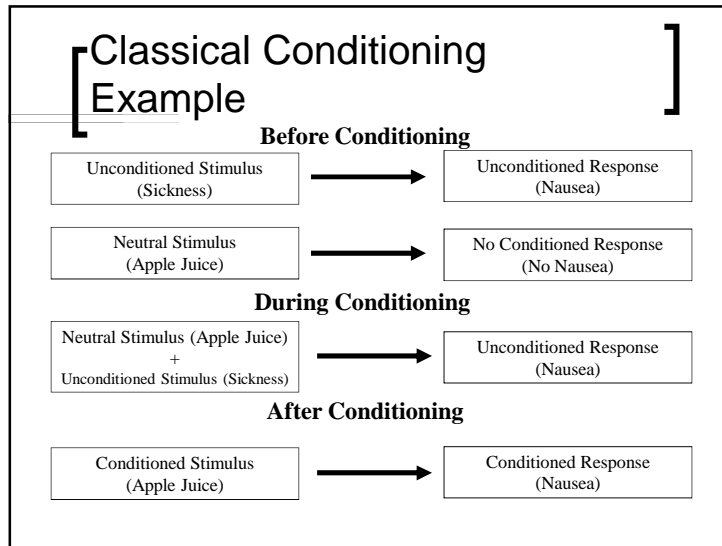 Classical Conditioning
Example
Before Conditioning
Unconditioned Stimulus
(Sickness)
Unconditioned Response
(Nausea)
Neutral Stimulus
(Apple Juice)
No Conditioned Response
(No Nausea)
During Conditioning
Neutral Stimulus (Apple Juice)
+
Unconditioned Stimulus (Sickness)
Unconditioned Response
(Nausea)
After Conditioning
Conditioned Stimulus
(Apple Juice)
Conditioned Response
(Nausea)